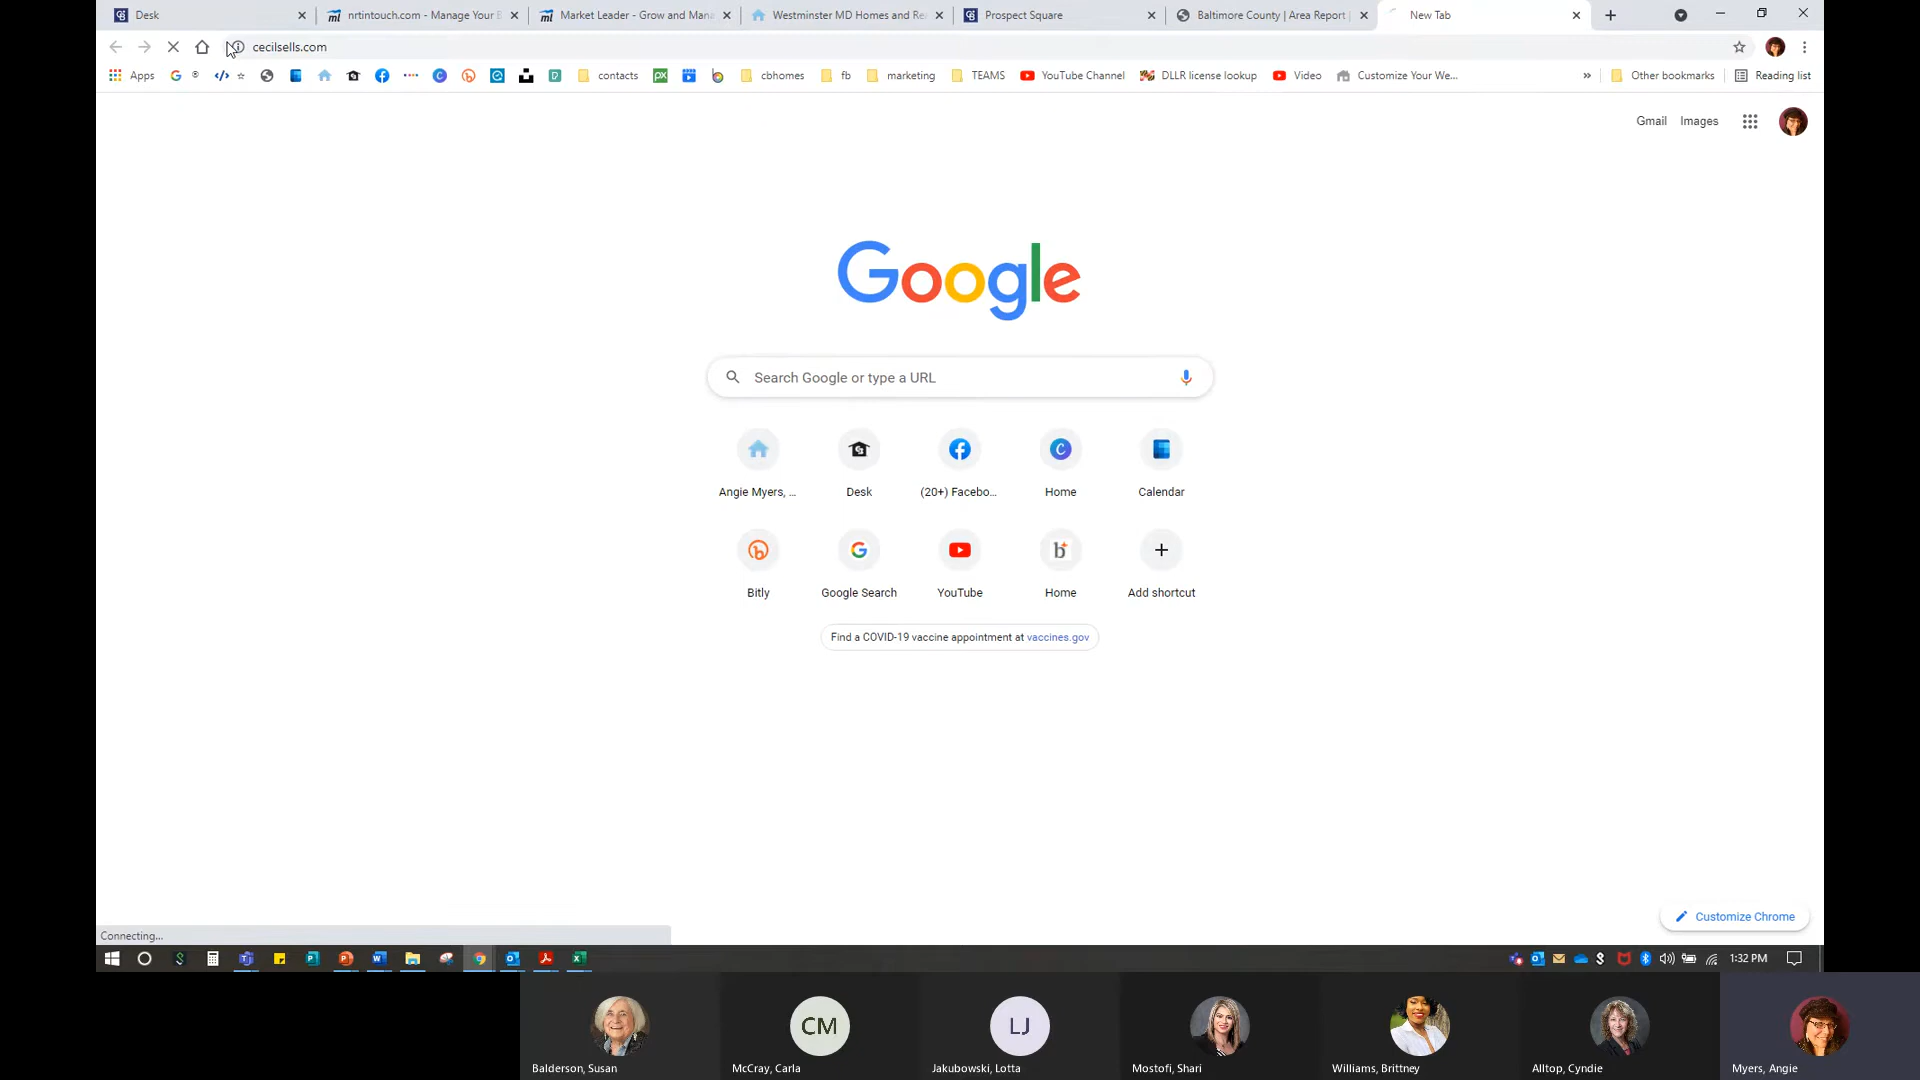 Desk
nrtintouch.com - Manage Your B
Market Leader - Grow and Mana
Westminster MD Homes and Rea
Prospect Square
Baltimore County | Area Report |
New Tab
cecilsells.com
Apps
contacts
cbhomes
fb
marketing
TEAMS
YouTube Channel
DLLR license lookup
Video
Customize Your We...
»
Other bookmarks
Reading list
Gmail
Images
Google
Search Google or type a URL
Angie Myers, ...
Desk
(20+) Facebo...
Home
Calendar
Bitly
Google Search
YouTube
Home
Add shortcut
Find a COVID-19 vaccine appointment at vaccines.gov
Customize Chrome
Connecting...
1:32 PM
CM
LJ
Balderson, Susan
McCray, Carla
Jakubowski, Lotta
Mostofi, Shari
Williams, Brittney
Alltop, Cyndie
Myers, Angie